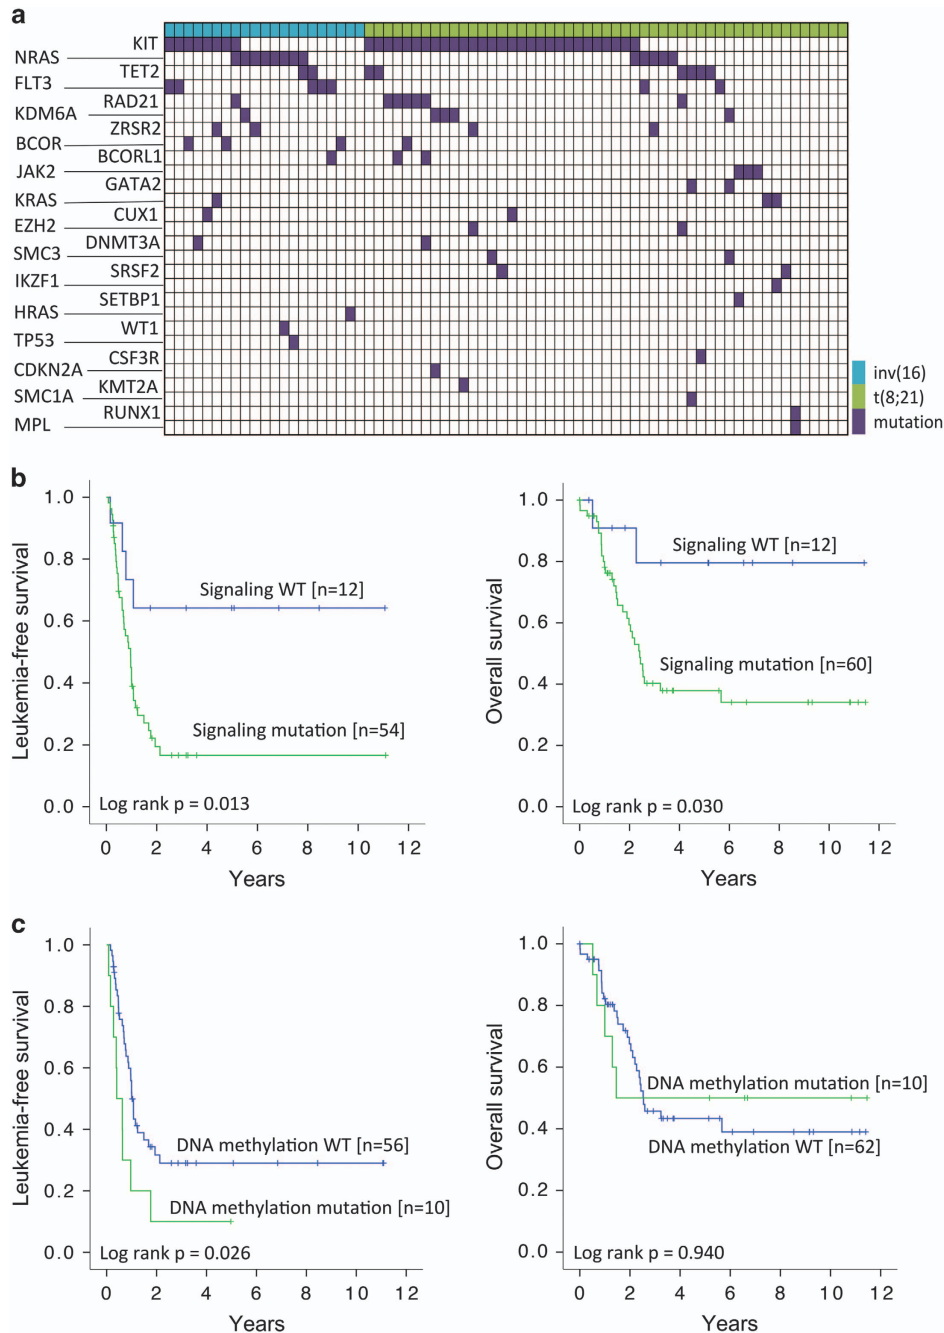 a
KIT
NRAS
TET2
FLT3
RAD21
KDM6A
ZRSR2
BCOR
BCORL1
JAK2
GATA2
KRAS
CUX1
EZH2
DNMT3A
SMC3
SRSF2
IKZF1
SETBP1
HRAS
WT1
TP53
CSF3R
CDKN2A
KMT2A
SMC1A
RUNX1
MPL
inv(16)
t(8;21)
mutation
b
Leukemia-free survival
1.0
0.8
0.6
0.4
0.2
0.0
Signaling WT [n=12]
Signaling mutation [n=54]
Log rank p = 0.013
0 2 4 6 8 10 12
Years
Overall survival
1.0
0.8
0.6
0.4
0.2
0.0
Signaling WT [n=12]
Signaling mutation [n=60]
Log rank p = 0.030
0 2 4 6 8 10 12
Years
c
Leukemia-free survival
1.0
0.8
0.6
0.4
0.2
0.0
DNA methylation WT [n=56]
DNA methylation mutation [n=10]
Log rank p = 0.026
0 2 4 6 8 10 12
Years
Overall survival
1.0
0.8
0.6
0.4
0.2
0.0
DNA methylation mutation [n=10]
DNA methylation WT [n=62]
Log rank p = 0.940
0 2 4 6 8 10 12
Years